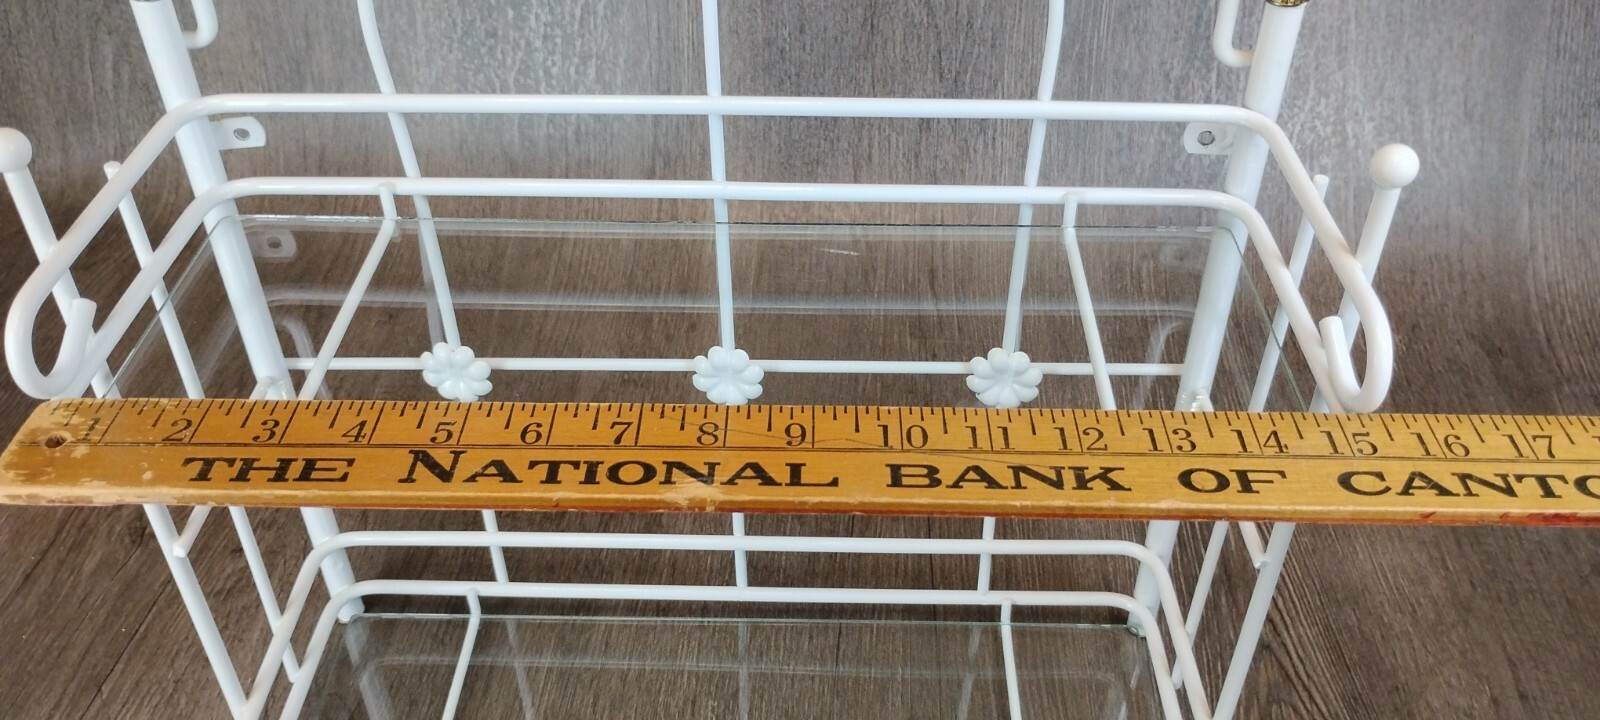 1 2 3 4 5 6 7 8 9 10 11 12 13 14 15 16 17
THE NATIONAL BANK OF CANTO